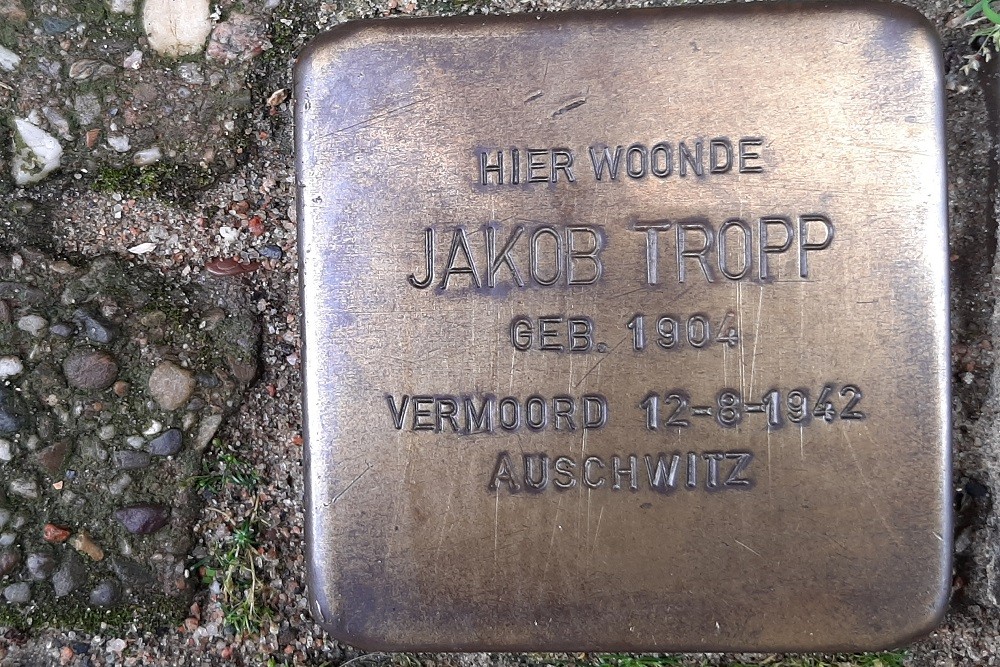 HIER WOONDE
JAKOB TROPP
GEB. 1904
VERMOORD 12-8-1942
AUSCHWITZ